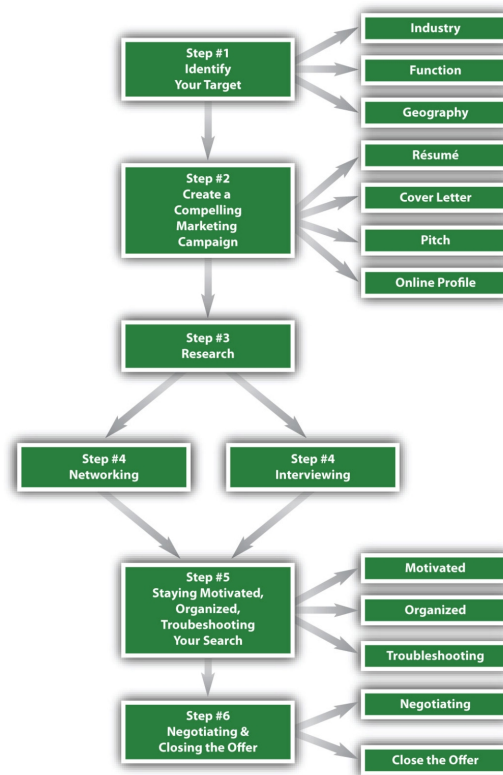 Step #1
Identify
Your Target
Industry
Function
Geography
Step #2
Create a
Compelling
Marketing
Campaign
Résumé
Cover Letter
Pitch
Online Profile
Step #3
Research
Step #4
Networking
Step #4
Interviewing
Step #5
Staying Motivated,
Organized,
Troubeshooting
Your Search
Motivated
Organized
Troubleshooting
Step #6
Negotiating &
Closing the Offer
Negotiating
Close the Offer